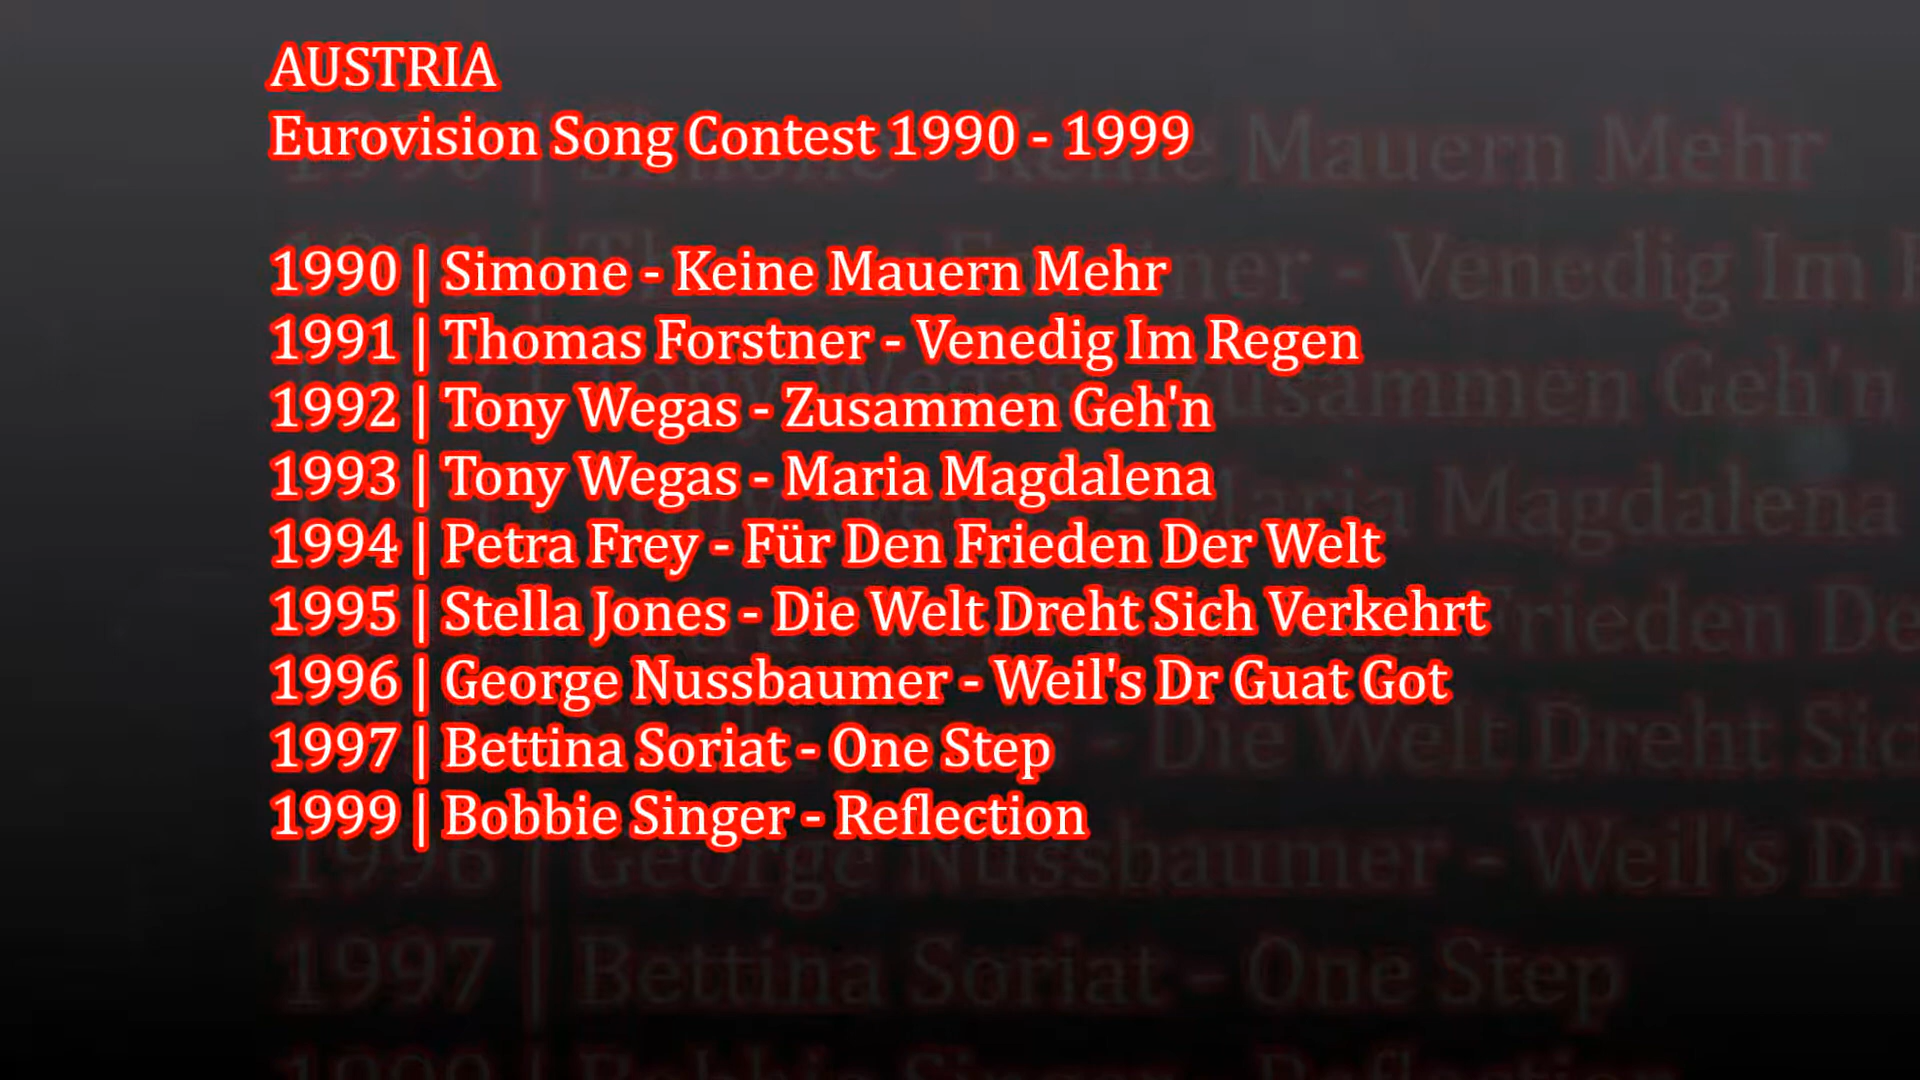 AUSTRIA
Eurovision Song Contest 1990 - 1999
1990 | Simone - Keine Mauern Mehr
1991 | Thomas Forstner - Venedig Im Regen
1992 | Tony Wegas - Zusammen Geh'n
1993 | Tony Wegas - Maria Magdalena
1994 | Petra Frey - Für Den Frieden Der Welt
1995 | Stella Jones - Die Welt Dreht Sich Verkehrt
1996 | George Nussbaumer - Weil's Dr Guat Got
1997 | Bettina Soriat - One Step
1999 | Bobbie Singer - Reflection